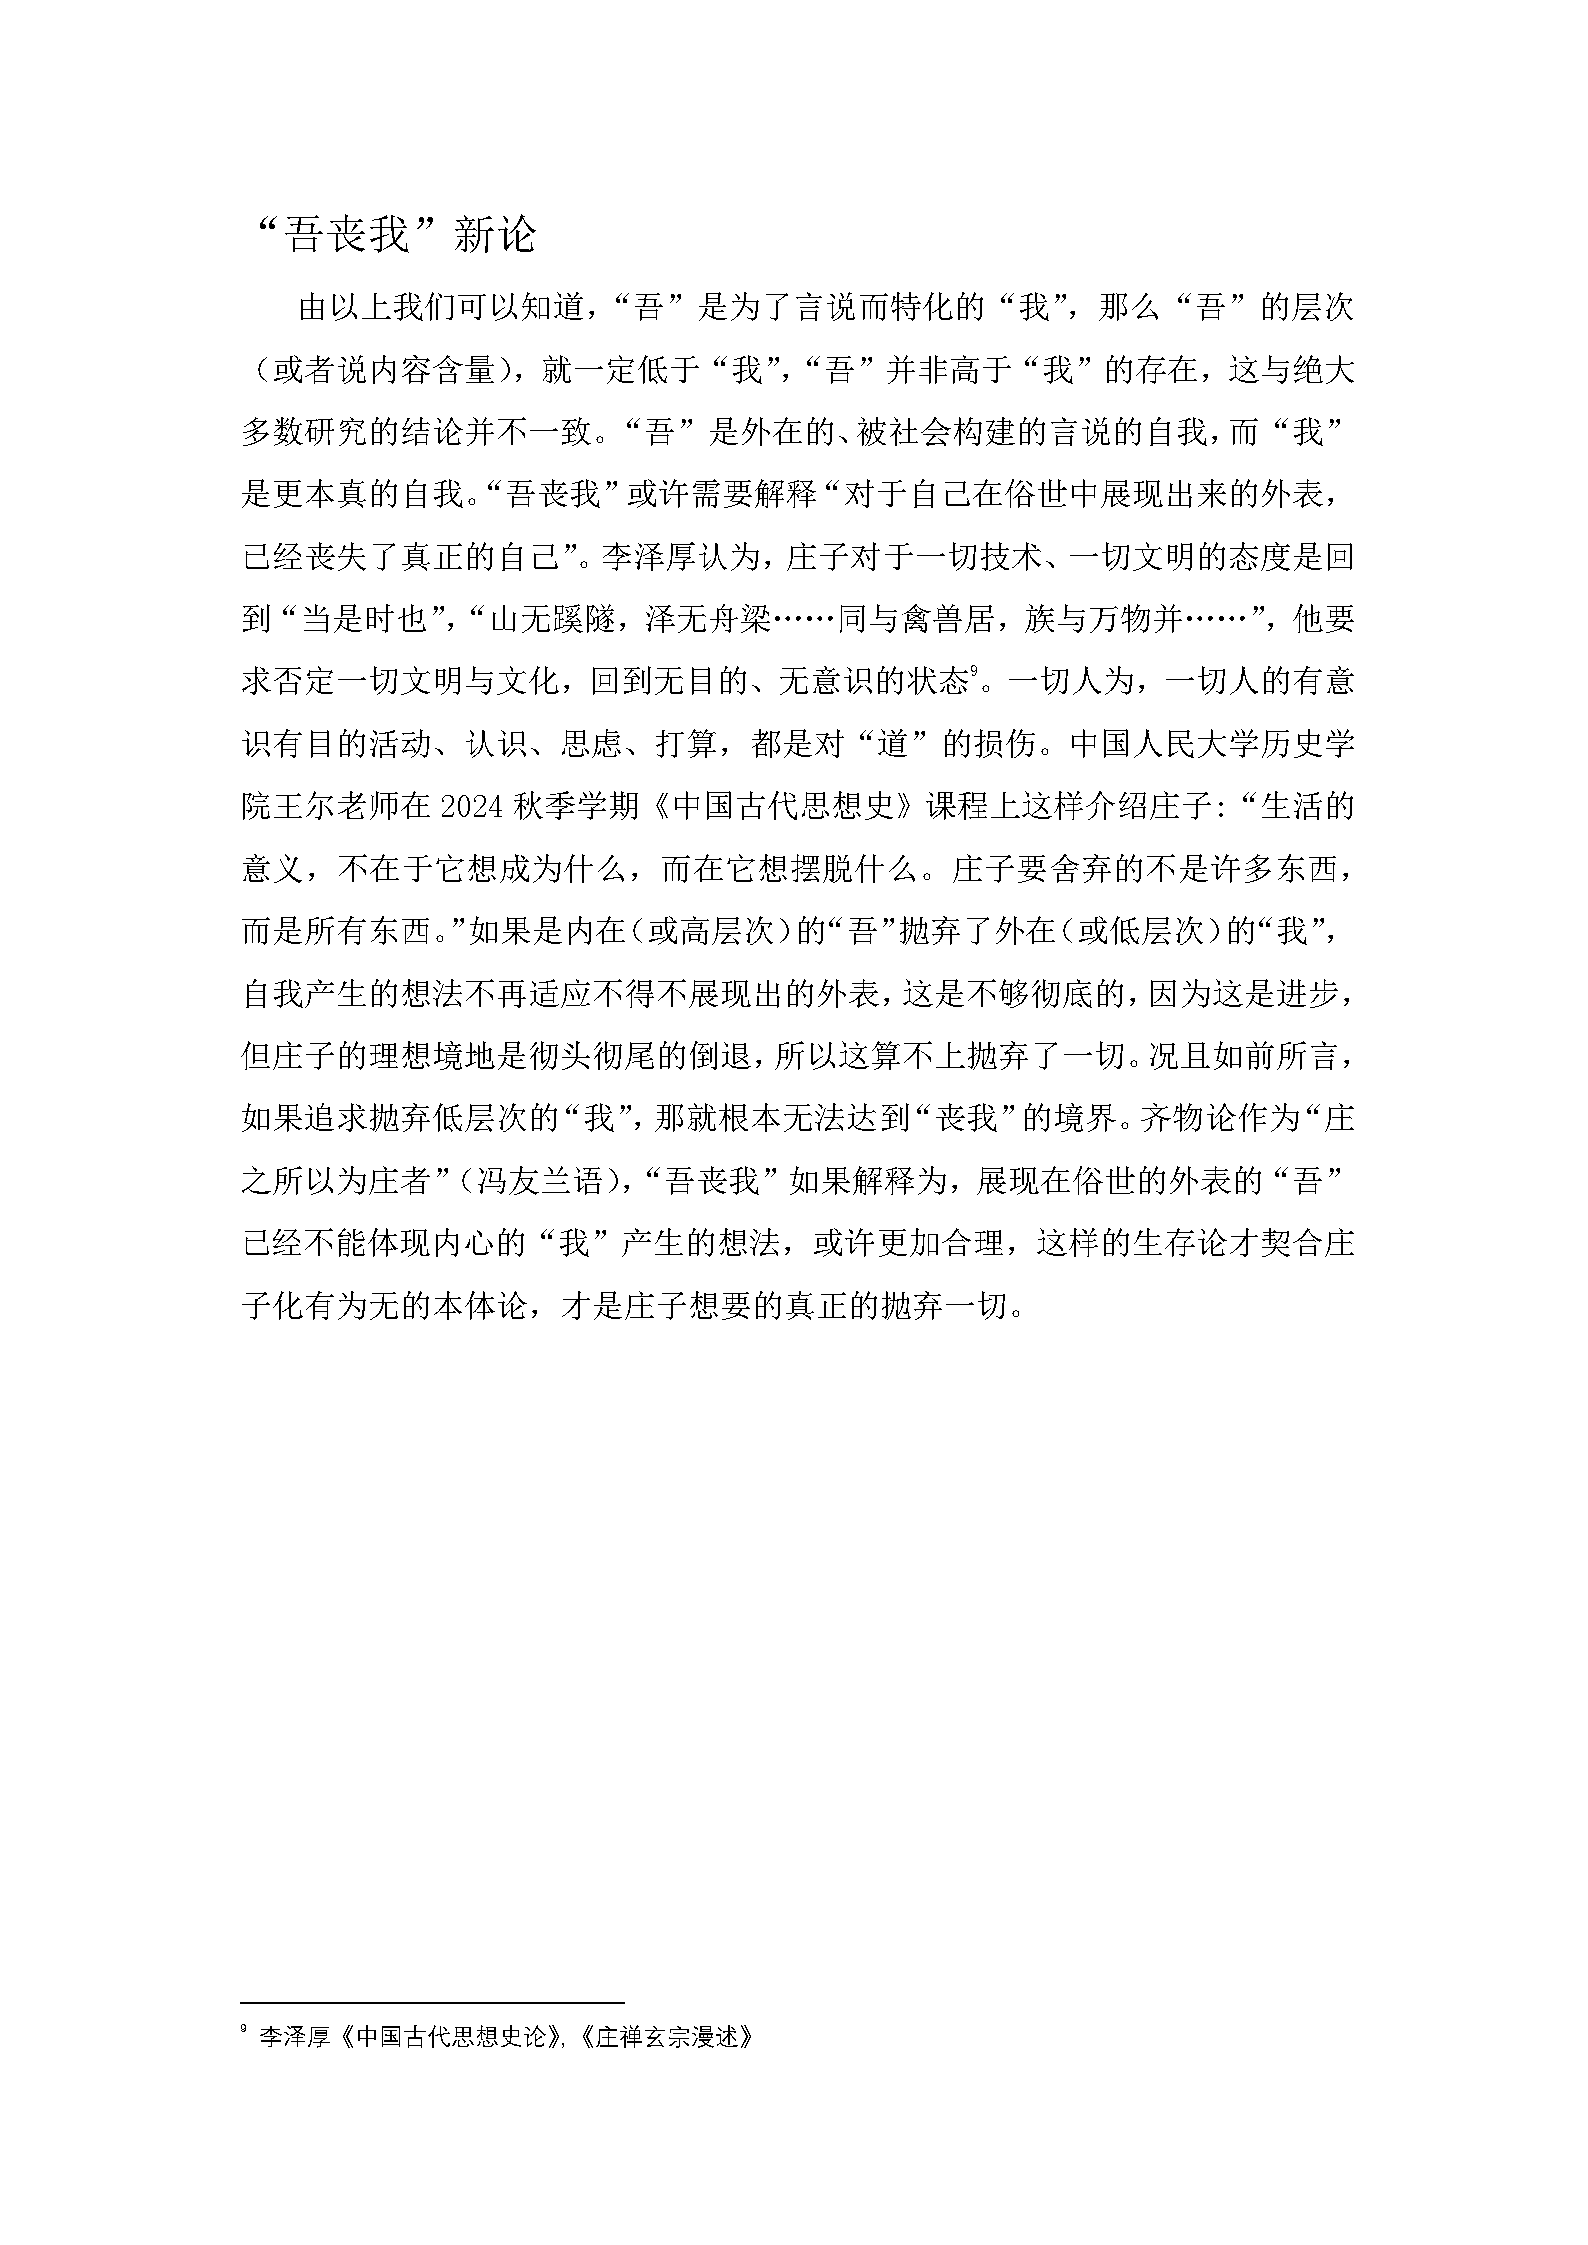 “吾丧我”新论
由以上我们可以知道，“吾”是为了言说而特化的“我”，那么“吾”的层次
（或者说内容含量），就一定低于“我”，“吾”并非高于“我”的存在，这与绝大
多数研究的结论并不一致。“吾”是外在的、被社会构建的言说的自我，而“我”
是更本真的自我。“吾丧我”或许需要解释“对于自己在俗世中展现出来的外表，
已经丧失了真正的自己”。李泽厚认为，庄子对于一切技术、一切文明的态度是回
到“当是时也”，“山无蹊隧，泽无舟梁……同与禽兽居，族与万物并……”，他要
求否定一切文明与文化，回到无目的、无意识的状态9。一切人为，一切人的有意
识有目的活动、认识、思虑、打算，都是对“道”的损伤。中国人民大学历史学
院王尔老师在 2024 秋季学期《中国古代思想史》课程上这样介绍庄子：“生活的
意义，不在于它想成为什么，而在它想摆脱什么。庄子要舍弃的不是许多东西，
而是所有东西。”如果是内在（或高层次）的“吾”抛弃了外在（或低层次）的“我”，
自我产生的想法不再适应不得不展现出的外表，这是不够彻底的，因为这是进步，
但庄子的理想境地是彻头彻尾的倒退，所以这算不上抛弃了一切。况且如前所言，
如果追求抛弃低层次的“我”，那就根本无法达到“丧我”的境界。齐物论作为“庄
之所以为庄者”（冯友兰语），“吾丧我”如果解释为，展现在俗世的外表的“吾”
已经不能体现内心的“我”产生的想法，或许更加合理，这样的生存论才契合庄
子化有为无的本体论，才是庄子想要的真正的抛弃一切。
9 李泽厚《中国古代思想史论》，《庄禅玄宗漫述》